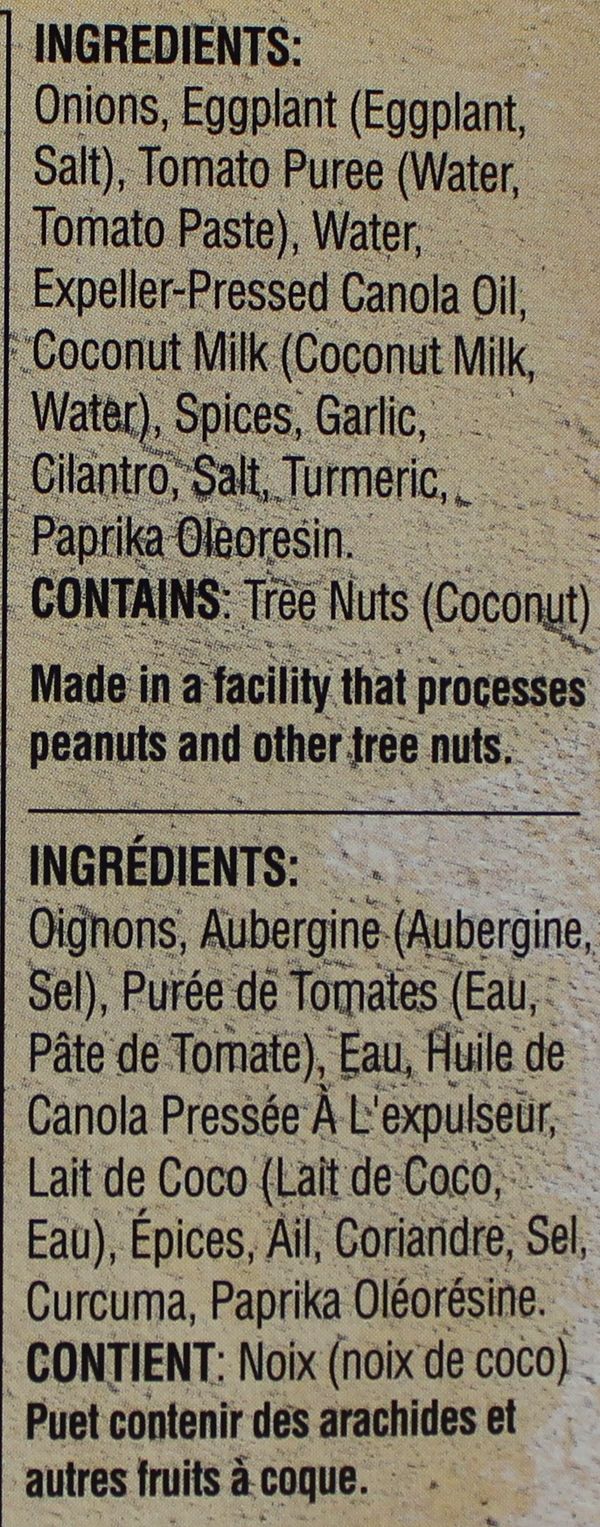 INGREDIENTS:
Onions, Eggplant (Eggplant,
Salt), Tomato Puree (Water,
Tomato Paste), Water,
Expeller-Pressed Canola Oil,
Coconut Milk (Coconut Milk,
Water), Spices, Garlic,
Cilantro, Salt, Turmeric,
Paprika Oleoresin.
CONTAINS: Tree Nuts (Coconut)
Made in a facility that processes
peanuts and other tree nuts.
INGRÉDIENTS:
Oignons, Aubergine (Aubergine,
Sel), Purée de Tomates (Eau,
Pâte de Tomate), Eau, Huile de
Canola Pressée À L'expulseur,
Lait de Coco (Lait de Coco,
Eau), Épices, Ail, Coriandre, Sel,
Curcuma, Paprika Oléorésine.
CONTIENT: Noix (noix de coco)
Puet contenir des arachides et
autres fruits à coque.